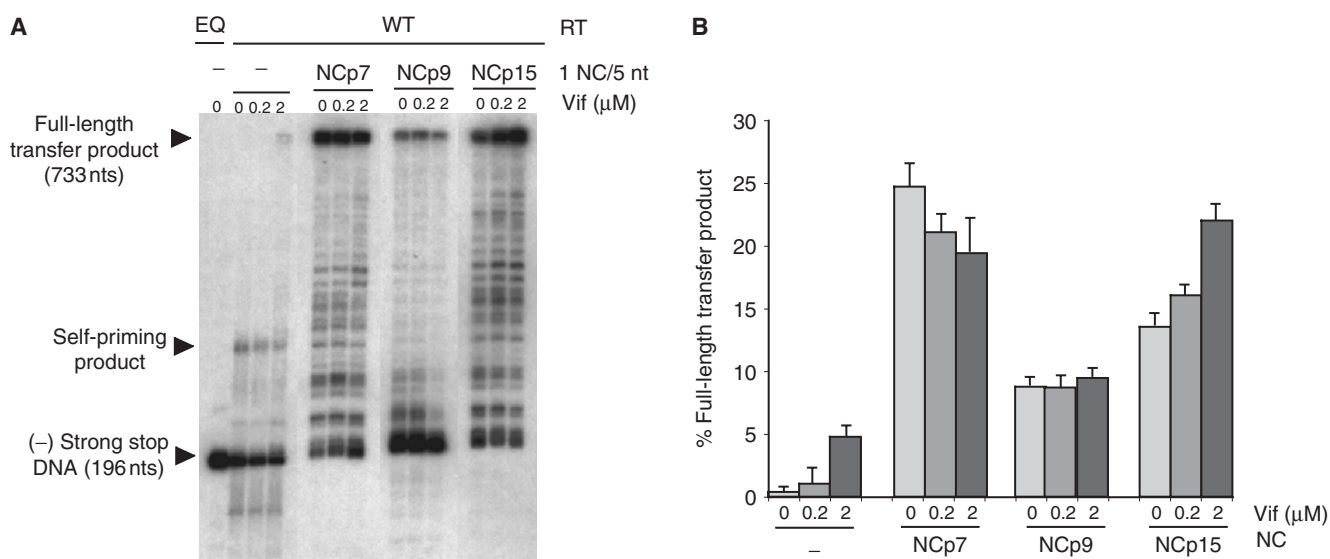 A
EQ WT RT
– – NCp7 NCp9 NCp15 1 NC/5 nt
0 0 0.2 2 0 0.2 2 0 0.2 2 0 0.2 2 Vif (μM)
Full-length
transfer product
(733 nts)
Self-priming
product
(–) Strong stop
DNA (196 nts)
B
% Full-length transfer product
30
25
20
15
10
5
0
0 0.2 2 0 0.2 2 0 0.2 2 0 0.2 2 Vif (μM)
– NCp7 NCp9 NCp15 NC